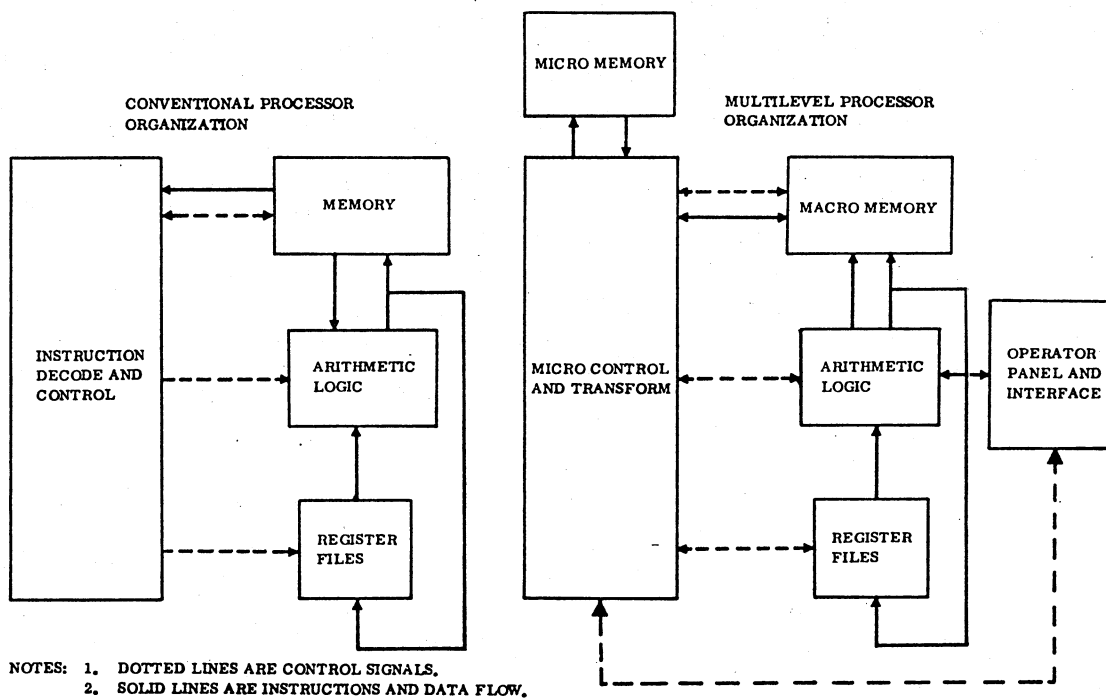 CONVENTIONAL PROCESSOR
ORGANIZATION
INSTRUCTION
DECODE AND
CONTROL
MEMORY
ARITHMETIC
LOGIC
REGISTER
FILES
MICRO MEMORY
MULTILEVEL PROCESSOR
ORGANIZATION
MICRO CONTROL
AND TRANSFORM
MACRO MEMORY
ARITHMETIC
LOGIC
REGISTER
FILES
OPERATOR
PANEL AND
INTERFACE
NOTES: 1. DOTTED LINES ARE CONTROL SIGNALS.
2. SOLID LINES ARE INSTRUCTIONS AND DATA FLOW.